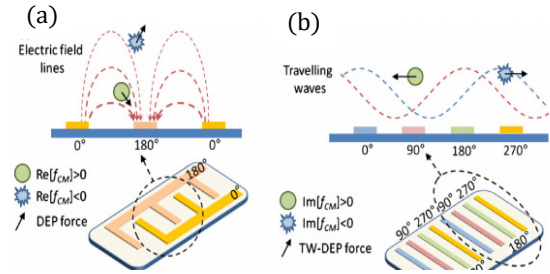 (a)
Electric field
lines
0°
180°
0°
Re[fCM]>0
Re[fCM]<0
DEP force
180°
0°
(b)
Travelling
waves
0°
90°
180°
270°
Im[fCM]>0
Im[fCM]<0
TW-DEP force
90°
270°
90°
270°
180°